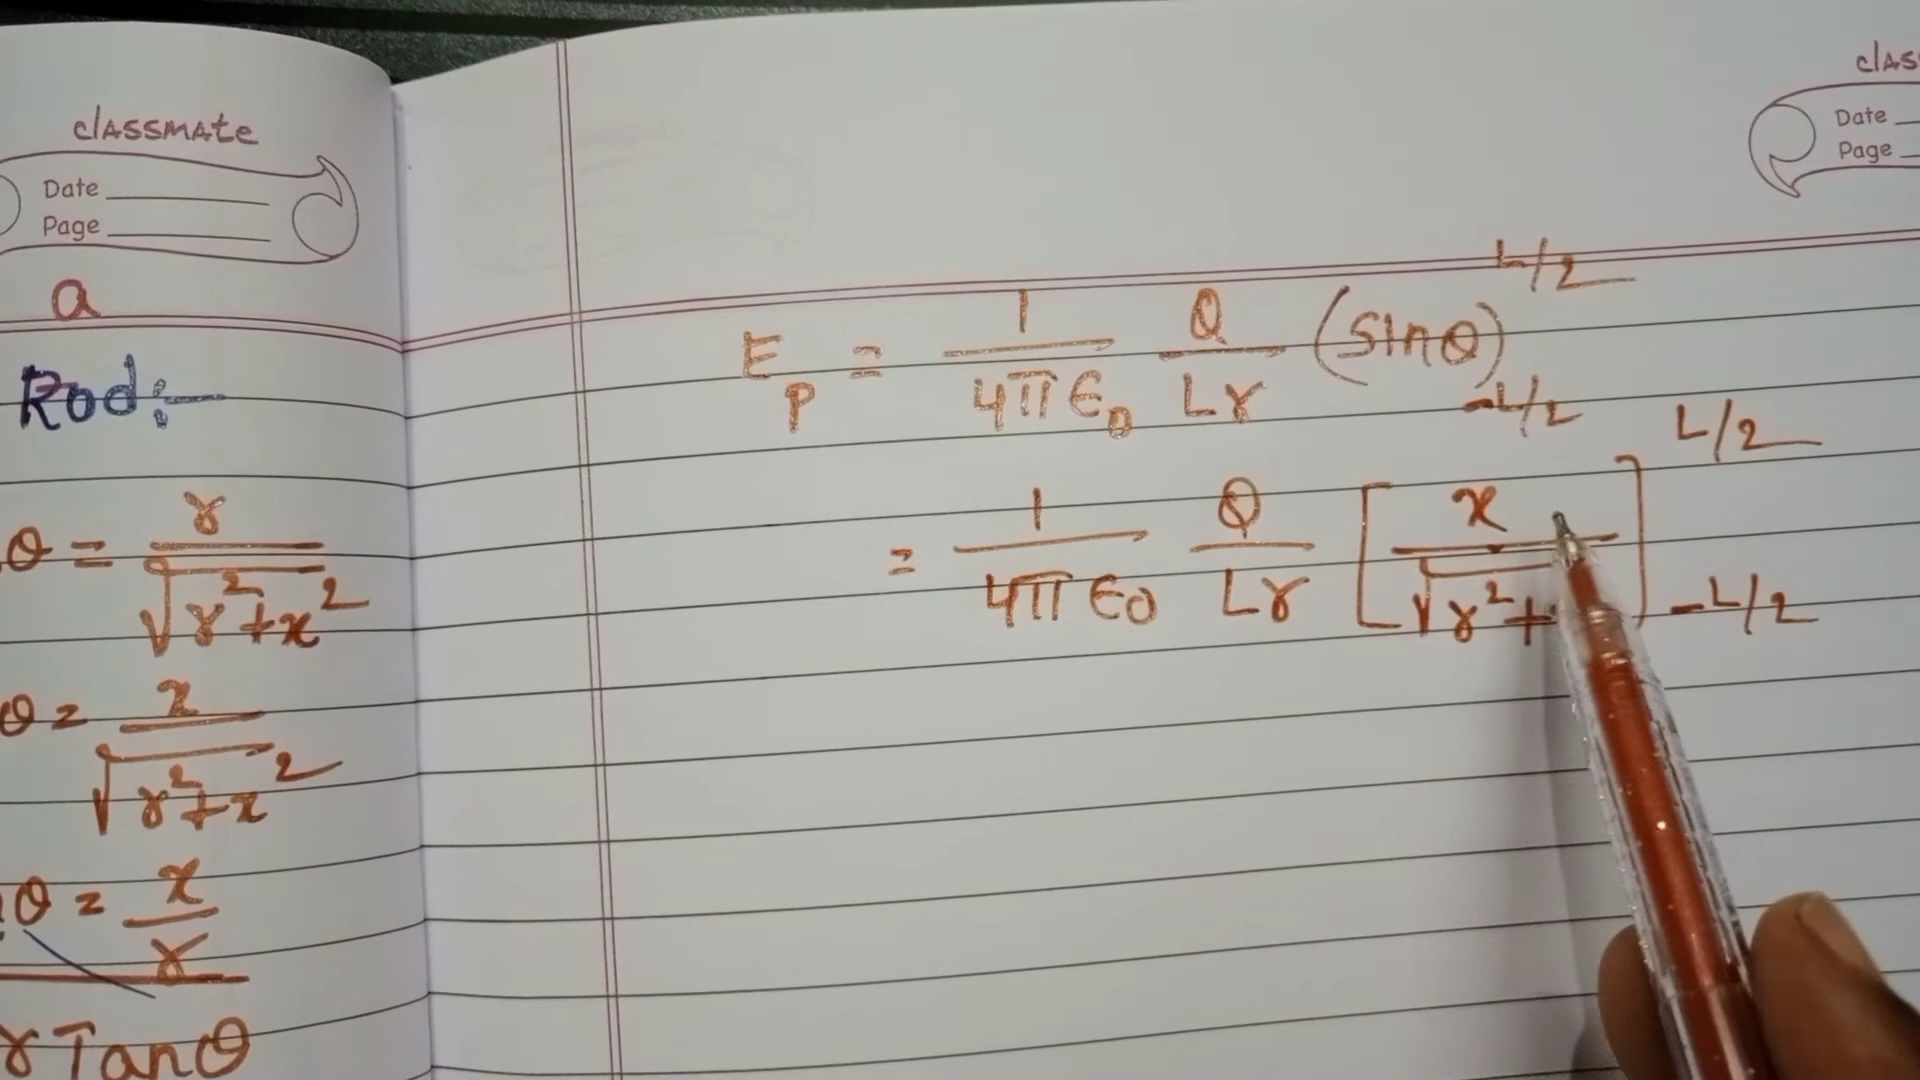 classmate
Date
Page
a
Rod:-
θ = r / √r²+x²
θ = x / √r²+x²
θ = x / r
r Tanθ
clas
Date
Page
E_P = 1/4πϵ₀ Q/Lr (sinθ) L/2 -L/2
= 1/4πϵ₀ Q/Lr [x / √r²+] L/2 -L/2